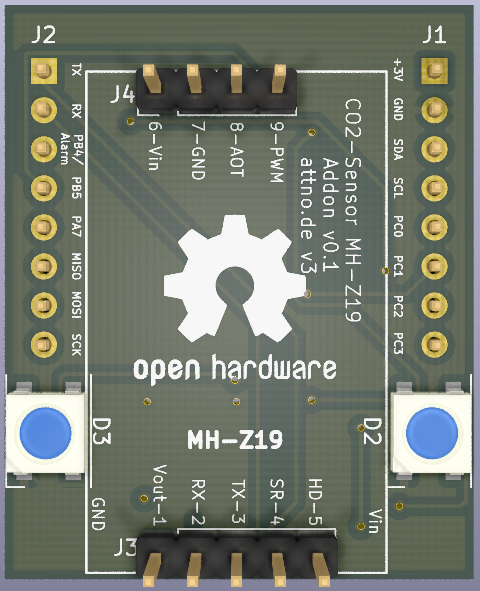 J2
J1
TX
RX
PB4/
Alarm
PB5
PA7
MISO
MOSI
SCK
+3V
GND
SDA
SCL
PC0
PC1
PC2
PC3
J4
6-Vin
7-GND
8-AOT
9-PWM
CO2-Sensor MH-Z19
Addon v0.1
attno.de v3
open hardware
MH-Z19
D3
D2
Vout-1
RX-2
TX-3
SR-4
HD-5
GND
Vin
J3